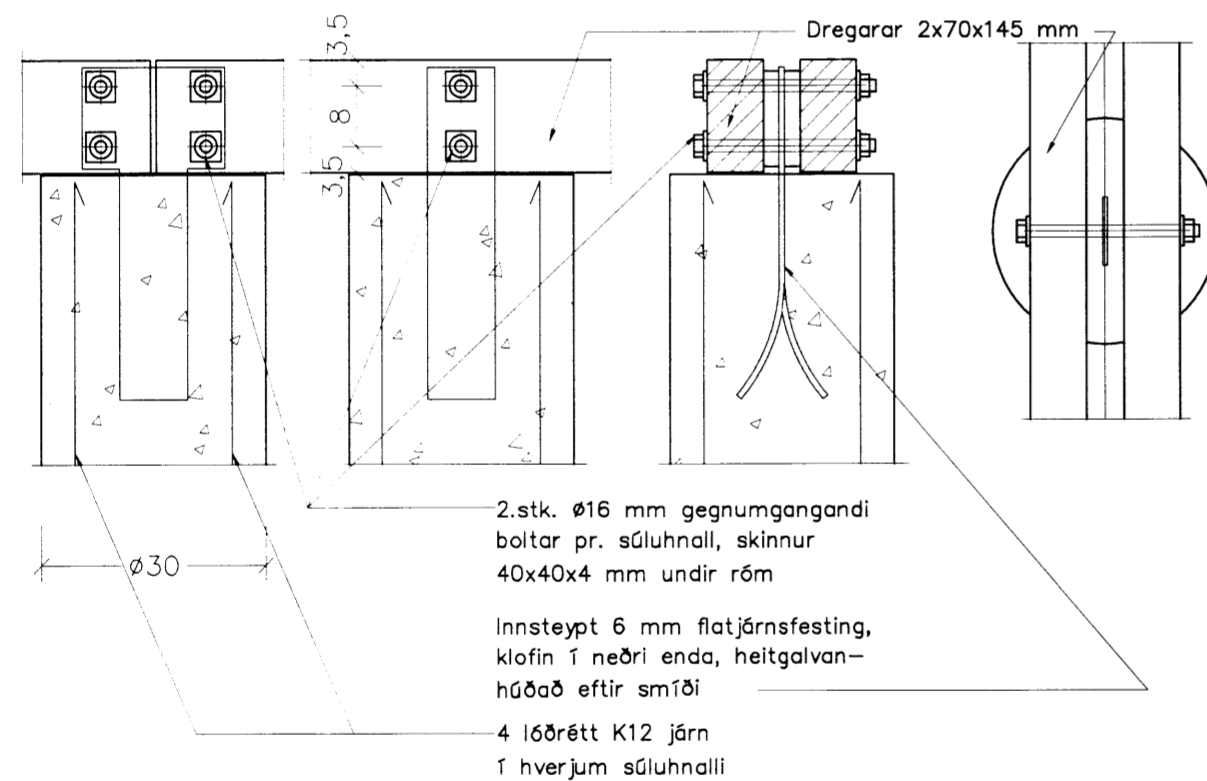 Dregarar 2x70x145 mm
3,5
8
3,5
2.stk. ø16 mm gegnumgangandi
boltar pr. súluhnall, skinnur
40x40x4 mm undir róm
ø30
Innsteypt 6 mm flatjárnsfesting,
klofin í neðri enda, heitgalvan-
húðað eftir smíði
4 lóðrétt K12 járn
í hverjum súluhnalli